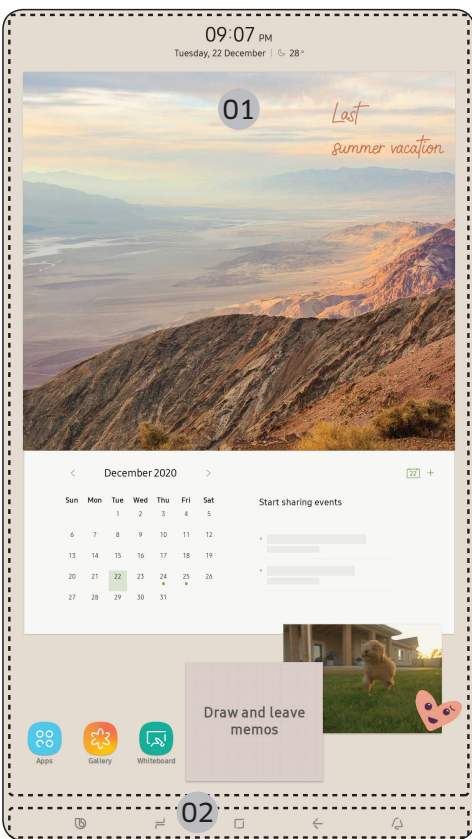 09:07 PM
Tuesday, 22 December | 28°
01
Last
summer vacation
December 2020
22 +
Sun Mon Tue Wed Thu Fri Sat
1 2 3 4 5
6 7 8 9 10 11 12
13 14 15 16 17 18 19
20 21 22 23 24 25 26
27 28 29 30 31
Start sharing events
Draw and leave
memos
Apps Gallery Whiteboard
02